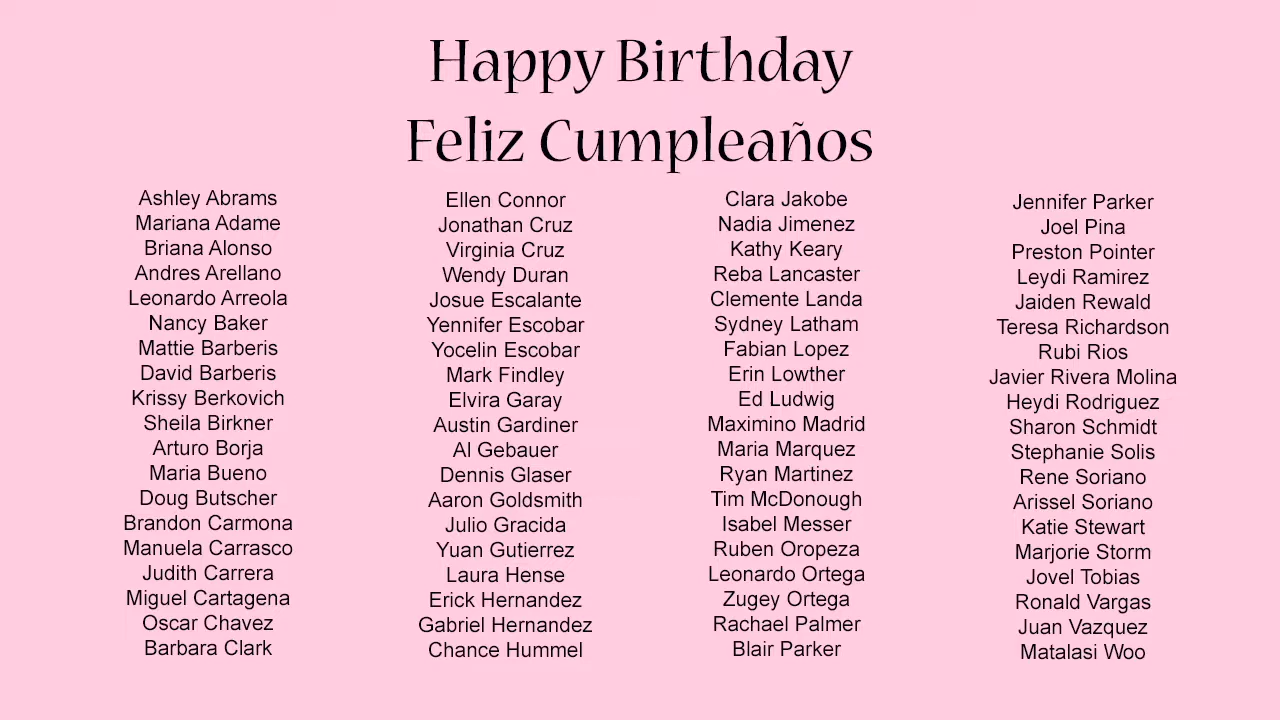 Happy Birthday
Feliz Cumpleaños
Ashley Abrams
Mariana Adame
Briana Alonso
Andres Arellano
Leonardo Arreola
Nancy Baker
Mattie Barberis
David Barberis
Krissy Berkovich
Sheila Birkner
Arturo Borja
Maria Bueno
Doug Butscher
Brandon Carmona
Manuela Carrasco
Judith Carrera
Miguel Cartagena
Oscar Chavez
Barbara Clark
Ellen Connor
Jonathan Cruz
Virginia Cruz
Wendy Duran
Josue Escalante
Yennifer Escobar
Yocelin Escobar
Mark Findley
Elvira Garay
Austin Gardiner
Al Gebauer
Dennis Glaser
Aaron Goldsmith
Julio Gracida
Yuan Gutierrez
Laura Hense
Erick Hernandez
Gabriel Hernandez
Chance Hummel
Clara Jakobe
Nadia Jimenez
Kathy Keary
Reba Lancaster
Clemente Landa
Sydney Latham
Fabian Lopez
Erin Lowther
Ed Ludwig
Maximino Madrid
Maria Marquez
Ryan Martinez
Tim McDonough
Isabel Messer
Ruben Oropeza
Leonardo Ortega
Zugey Ortega
Rachael Palmer
Blair Parker
Jennifer Parker
Joel Pina
Preston Pointer
Leydi Ramirez
Jaiden Rewald
Teresa Richardson
Rubi Rios
Javier Rivera Molina
Heydi Rodriguez
Sharon Schmidt
Stephanie Solis
Rene Soriano
Arissel Soriano
Katie Stewart
Marjorie Storm
Jovel Tobias
Ronald Vargas
Juan Vazquez
Matalasi Woo